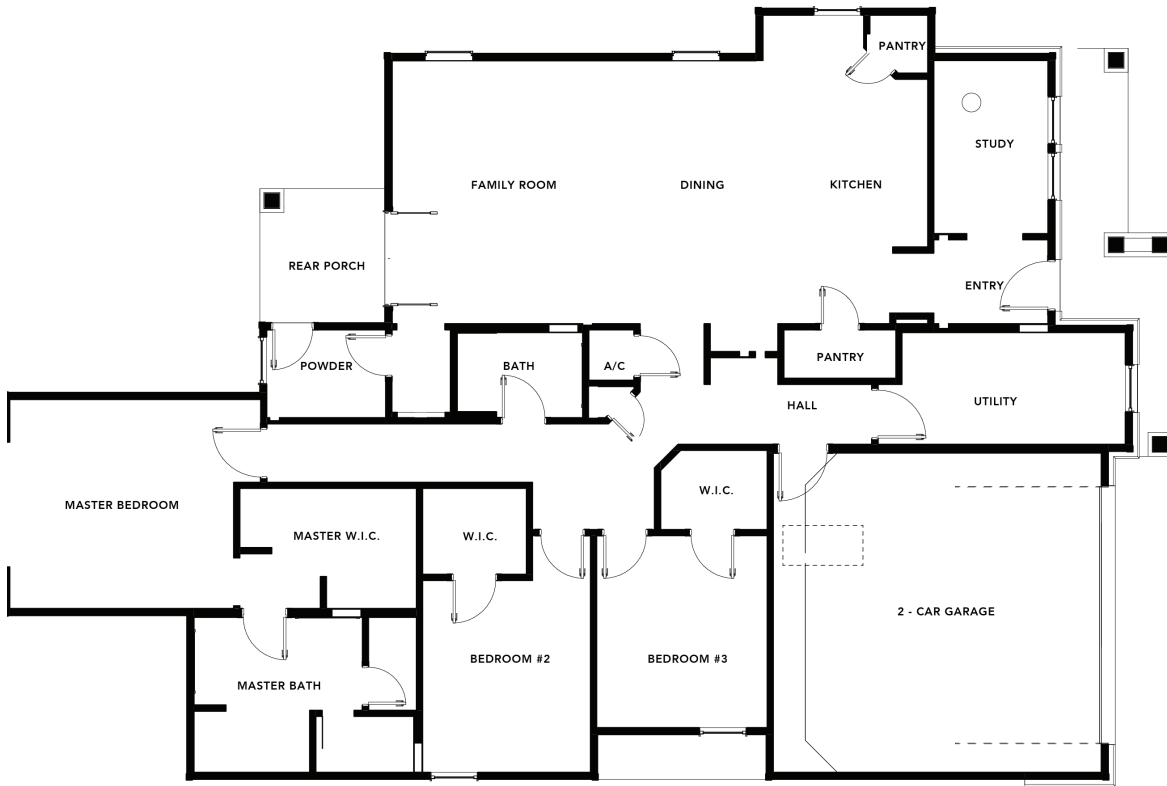 PANTRY
STUDY
FAMILY ROOM
DINING
KITCHEN
REAR PORCH
ENTRY
PANTRY
POWDER
BATH
A/C
HALL
UTILITY
W.I.C.
MASTER BEDROOM
MASTER W.I.C.
W.I.C.
2 - CAR GARAGE
BEDROOM #2
BEDROOM #3
MASTER BATH